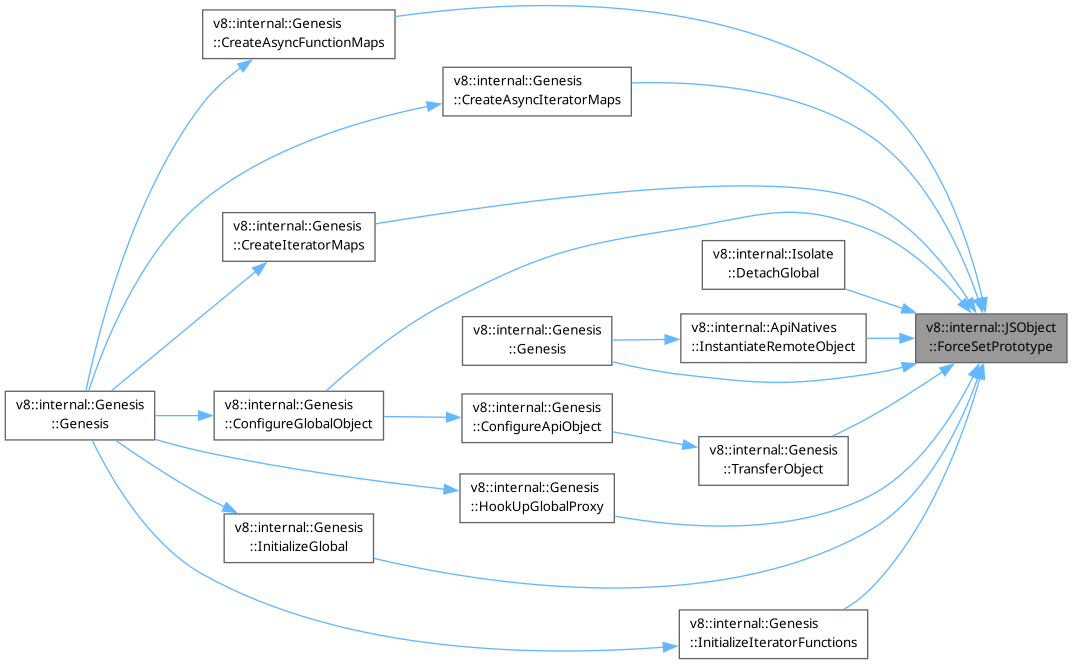 v8::internal::Genesis
::CreateAsyncFunctionMaps
v8::internal::Genesis
::CreateAsyncIteratorMaps
v8::internal::Genesis
::CreateIteratorMaps
v8::internal::Isolate
::DetachGlobal
v8::internal::JSObject
::ForceSetPrototype
v8::internal::Genesis
::Genesis
v8::internal::ApiNatives
::InstantiateRemoteObject
v8::internal::Genesis
::Genesis
v8::internal::Genesis
::ConfigureGlobalObject
v8::internal::Genesis
::ConfigureApiObject
v8::internal::Genesis
::TransferObject
v8::internal::Genesis
::HookUpGlobalProxy
v8::internal::Genesis
::InitializeGlobal
v8::internal::Genesis
::InitializeIteratorFunctions